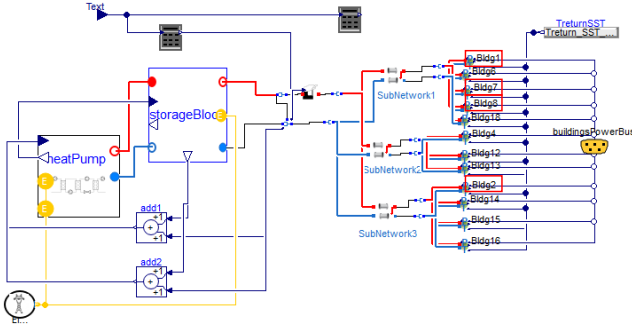 Text
TreturnSST
Treturn_SST_...
Bldg1
Bldg6
Bldg7
Bldg8
Bldg18
SubNetwork1
storageBloc
E
buildingsPowerBus
Bldg4
heatPump
Bldg12
Bldg13
SubNetwork2
E
Bldg2
Bldg14
E
add1
+1
+
+1
Bldg15
SubNetwork3
Bldg16
add2
+1
+
+1
El...